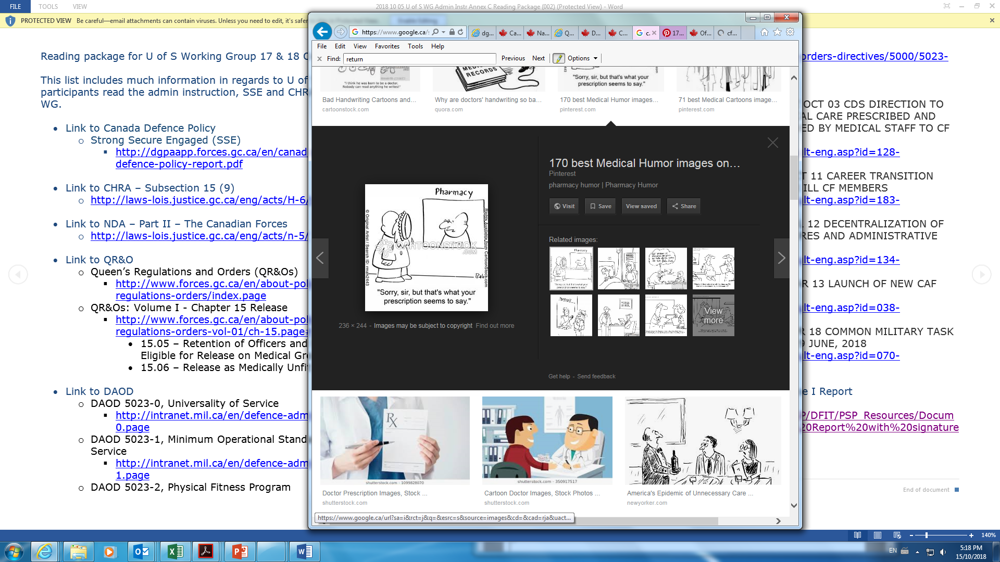 FILE TOOLS VIEW
2018 10 05 U of S WG Admin Instr Annex C Reading Package (002) (Protected View) - Word
PROTECTED VIEW Be careful—email attachments can contain viruses. Unless you need to edit, it's safer
Reading package for U of S Working Group 17 & 18 O
This list includes much information in regards to U of
participants read the admin instruction, SSE and CHR
WG.
• Link to Canada Defence Policy
o Strong Secure Engaged (SSE)
▪ http://dgpaapp.forces.gc.ca/en/canad
defence-policy-report.pdf
• Link to CHRA – Subsection 15 (9)
o http://laws-lois.justice.gc.ca/eng/acts/H-6/
• Link to NDA – Part II – The Canadian Forces
o http://laws-lois.justice.gc.ca/eng/acts/n-5/
• Link to QR&O
o Queen's Regulations and Orders (QR&Os)
▪ http://www.forces.gc.ca/en/about-pol
regulations-orders/index.page
o QR&Os: Volume I - Chapter 15 Release
▪ http://www.forces.gc.ca/en/about-pol
regulations-orders-vol-01/ch-15.page#
• 15.05 – Retention of Officers and
Eligible for Release on Medical Gro
• 15.06 – Release as Medically Unfi
• Link to DAOD
o DAOD 5023-0, Universality of Service
▪ http://intranet.mil.ca/en/defence-adm
0.page
o DAOD 5023-1, Minimum Operational Stand
Service
▪ http://intranet.mil.ca/en/defence-adm
1.page
o DAOD 5023-2, Physical Fitness Program
https://www.google.ca/s
dg...
Ca...
Na...
Q...
D...
C...
c.
17...
Of...
cf...
File Edit View Favorites Tools Help
Find: return Previous Next Options
MEDI
RECORDS
"I think he was born to be a doctor.
Nobody can read anything he writes!"
"Sorry, sir, but that's what your
prescription seems to say."
Bad Handwriting Cartoons and...
cartoonstock.com
Why are doctors' handwriting so ba...
quora.com
170 best Medical Humor images...
pinterest.com
71 best Medical Cartoons image...
pinterest.com
Pharmacy
© Original Artist / Search ID: rman2443
Rights Available from CartoonStock.com
CARTOONSTOCK
.COM
"Sorry, sir, but that's what your
prescription seems to say."
236 × 244 - Images may be subject to copyright Find out more
170 best Medical Humor images on…
Pinterest
pharmacy humor | Pharmacy Humor
Visit Save View saved Share
Related images:
View
more
Get help - Send feedback
shutterstock.com · 1099828070
Doctor Prescription Images, Stock ...
shutterstock.com
shutterstock.com · 350917517
Cartoon Doctor Images, Stock Photos ...
shutterstock.com
America's Epidemic of Unnecessary Care ...
newyorker.com
https://www.google.ca/url?sa=i&rct=j&q=&esrc=s&source=images&cd=&cad=rja&uact...
orders-directives/5000/5023-
OCT 03 CDS DIRECTION TO
AL CARE PRESCRIBED AND
ED BY MEDICAL STAFF TO CF
lt-eng.asp?id=128-
T 11 CAREER TRANSITION
ILL CF MEMBERS
lt-eng.asp?id=183-
12 DECENTRALIZATION OF
RES AND ADMINISTRATIVE
lt-eng.asp?id=134-
R 13 LAUNCH OF NEW CAF
lt-eng.asp?id=038-
R 18 COMMON MILITARY TASK
9 JUNE, 2018
lt-eng.asp?id=070-
e I Report
P/DFIT/PSP_Resources/Docum
20Report%20with%20signature
End of document
140%
EN
5:18 PM
15/10/2018